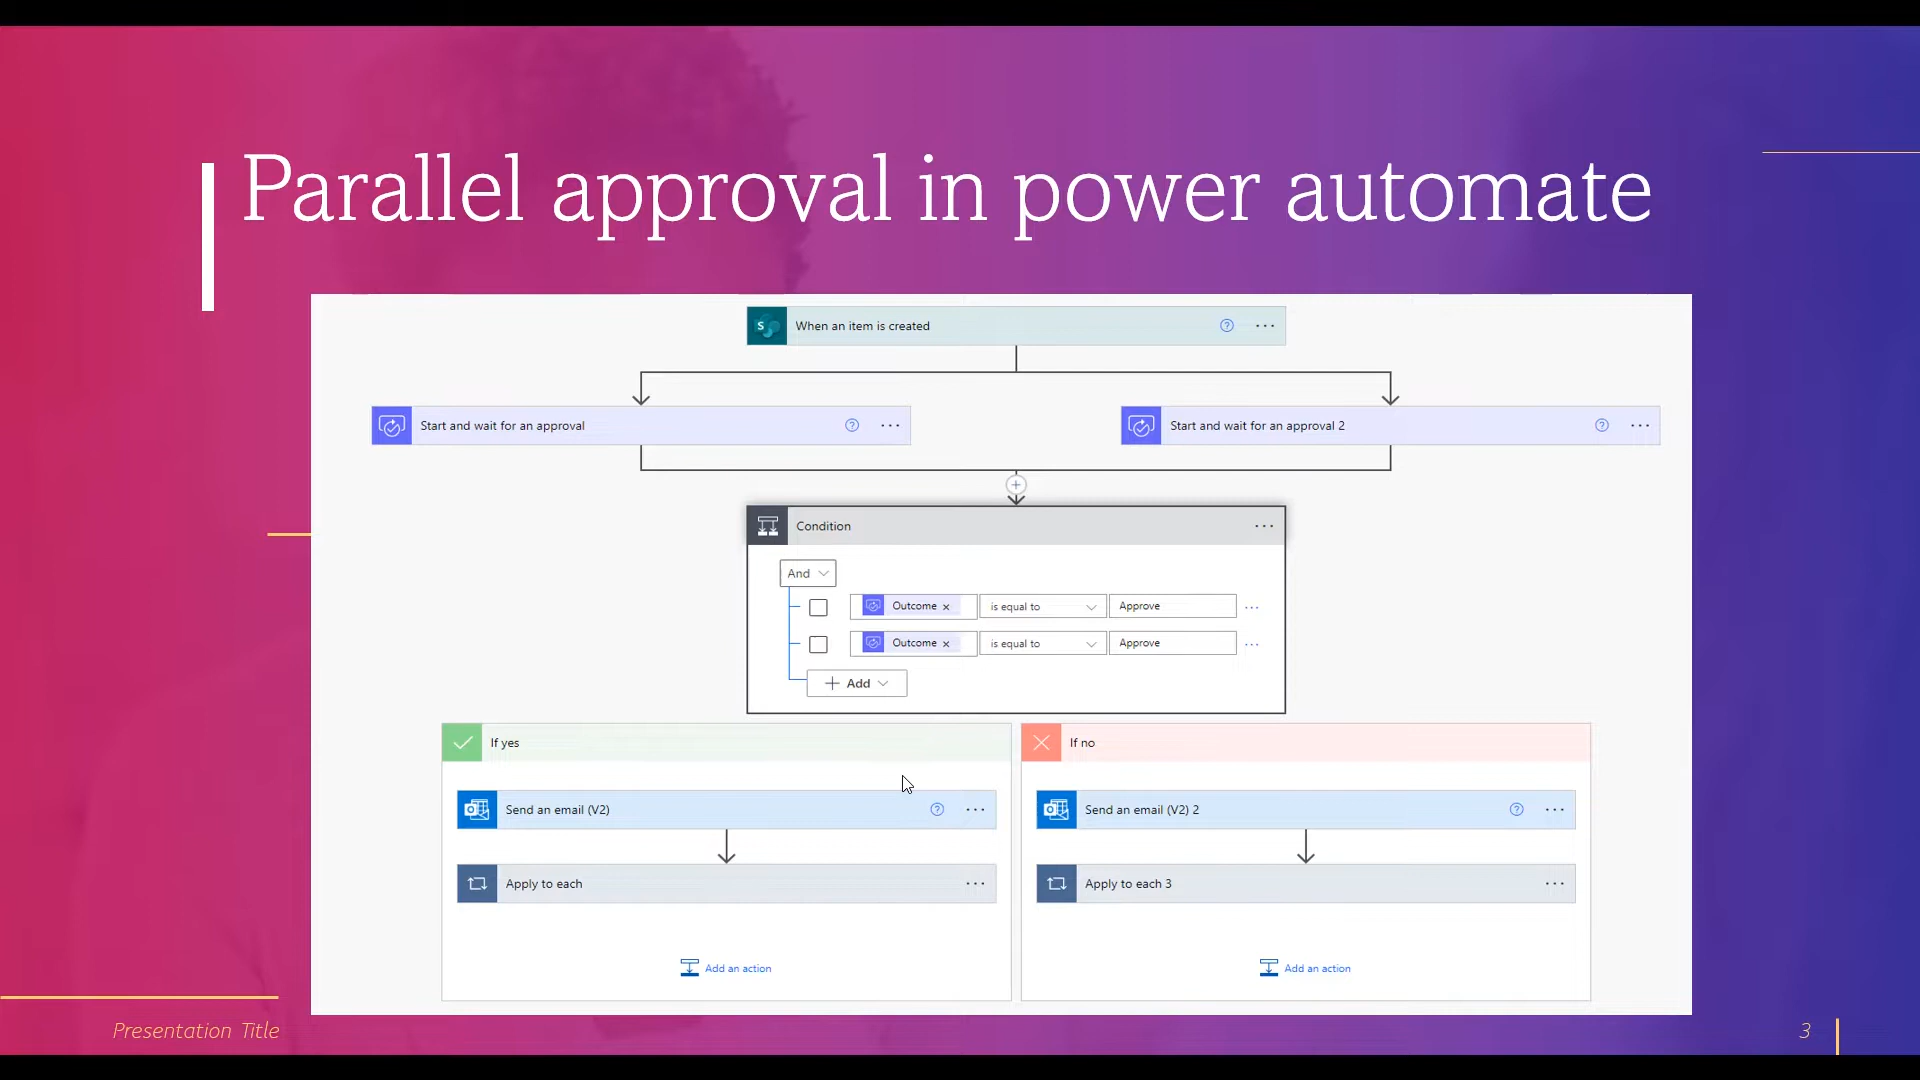 Parallel approval in power automate
When an item is created
Start and wait for an approval
Start and wait for an approval 2
Condition
And
Outcome is equal to Approve
Outcome is equal to Approve
Add
If yes
If no
Send an email (V2)
Send an email (V2) 2
Apply to each
Apply to each 3
Add an action
Add an action
Presentation Title
3